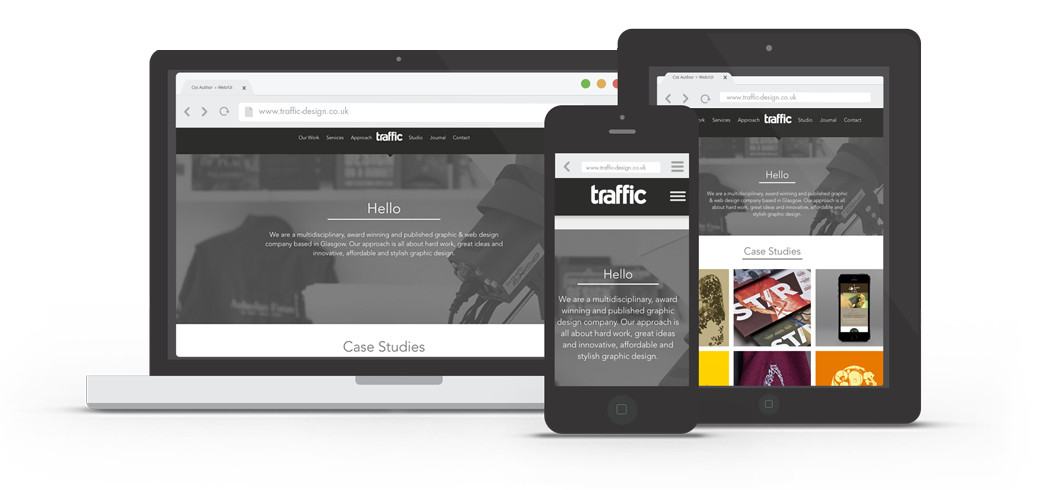 Css Author > Web/UI x
www.traffic-design.co.uk
Our Work Services Approach traffic Studio Journal Contact
Hello
We are a multidisciplinary, award winning and published graphic & web design
company based in Glasgow. Our approach is all about hard work, great ideas and
innovative, affordable and stylish graphic design.
Case Studies
www.traffic-design.co.uk
traffic
Hello
We are a multidisciplinary, award
winning and published graphic
design company. Our approach is
all about hard work, great ideas
and innovative, affordable and
stylish graphic design.
Css Author > Web/UI x
www.traffic-design.co.uk
Services Approach traffic Studio Journal Contact
Hello
We are a multidisciplinary, award winning and published graphic
& web design company based in Glasgow. Our approach is all
about hard work, great ideas and innovative, affordable and
stylish graphic design.
Case Studies